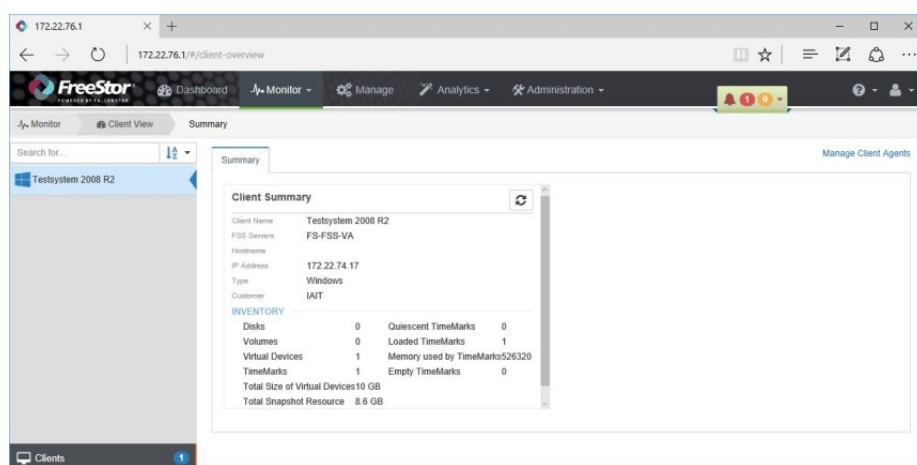 172.22.76.1
172.22.76.1/#/client-overview
FreeStor Dashboard Monitor Manage Analytics Administration 1 0
POWERED BY FALCONSTOR
Monitor Client View Summary
Search for...
Summary
Manage Client Agents
Testsystem 2008 R2
Client Summary
Client Name Testsystem 2008 R2
FSS Servers FS-FSS-VA
Hostname
IP Address 172.22.74.17
Type Windows
Customer IAIT
INVENTORY
Disks 0 Quiescent TimeMarks 0
Volumes 0 Loaded TimeMarks 1
Virtual Devices 1 Memory used by TimeMarks526320
TimeMarks 1 Empty TimeMarks 0
Total Size of Virtual Devices10 GB
Total Snapshot Resource 8.6 GB
Clients 1